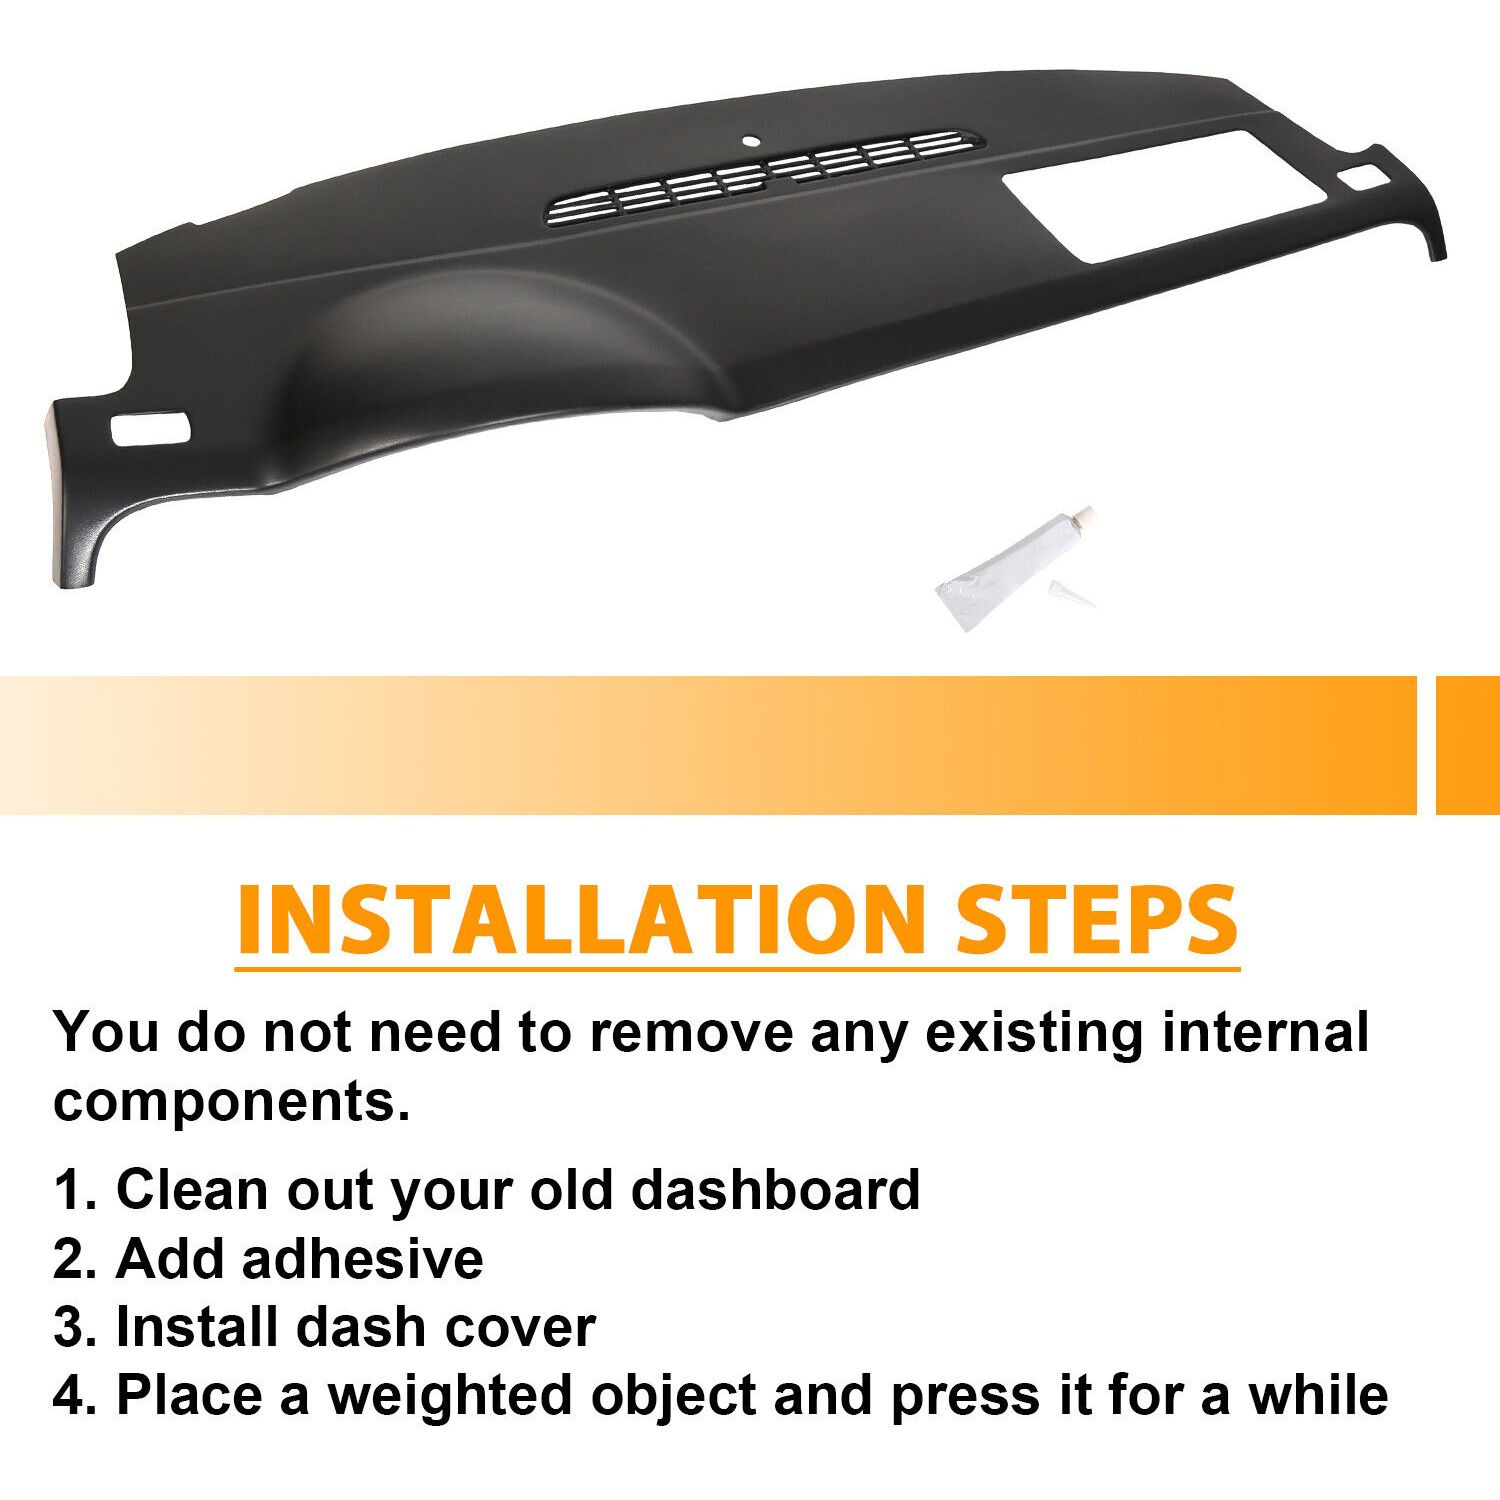 INSTALLATION STEPS
You do not need to remove any existing internal
components.
1. Clean out your old dashboard
2. Add adhesive
3. Install dash cover
4. Place a weighted object and press it for a while